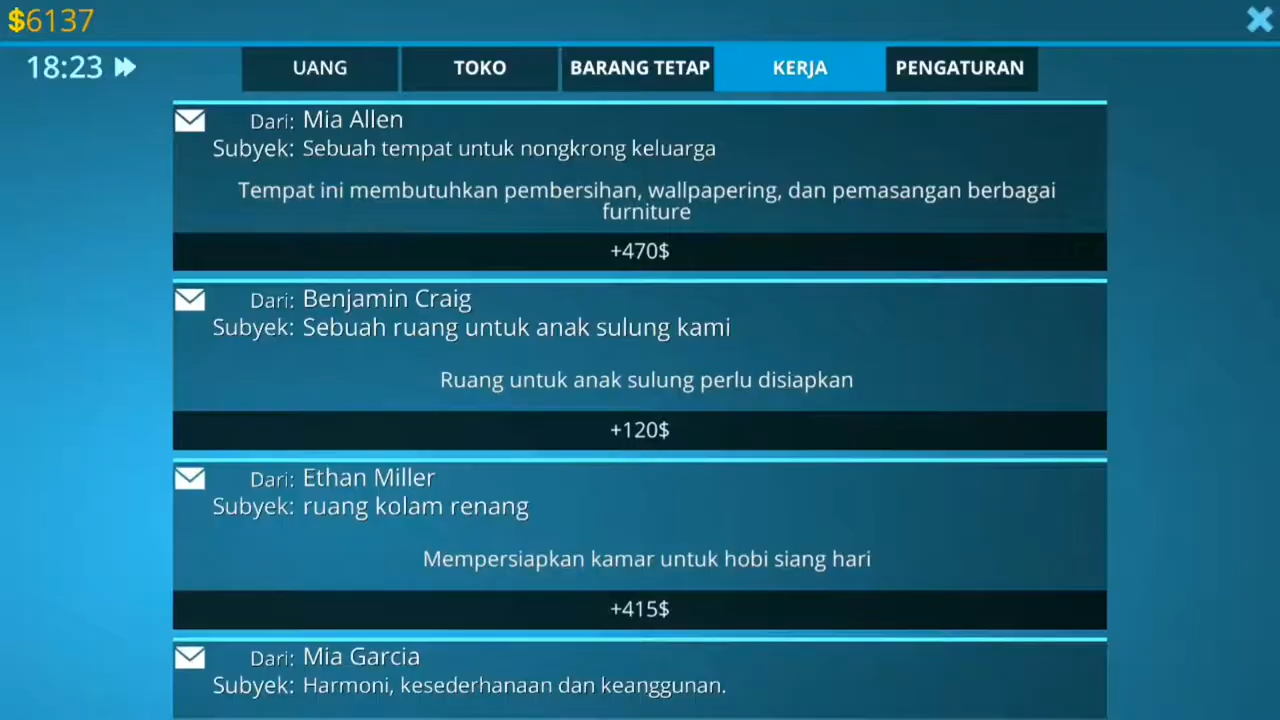 $6137
18:23
UANG
TOKO
BARANG TETAP
KERJA
PENGATURAN
Dari: Mia Allen
Subyek: Sebuah tempat untuk nongkrong keluarga
Tempat ini membutuhkan pembersihan, wallpapering, dan pemasangan berbagai
furniture
+470$
Dari: Benjamin Craig
Subyek: Sebuah ruang untuk anak sulung kami
Ruang untuk anak sulung perlu disiapkan
+120$
Dari: Ethan Miller
Subyek: ruang kolam renang
Mempersiapkan kamar untuk hobi siang hari
+415$
Dari: Mia Garcia
Subyek: Harmoni, kesederhanaan dan keanggunan.